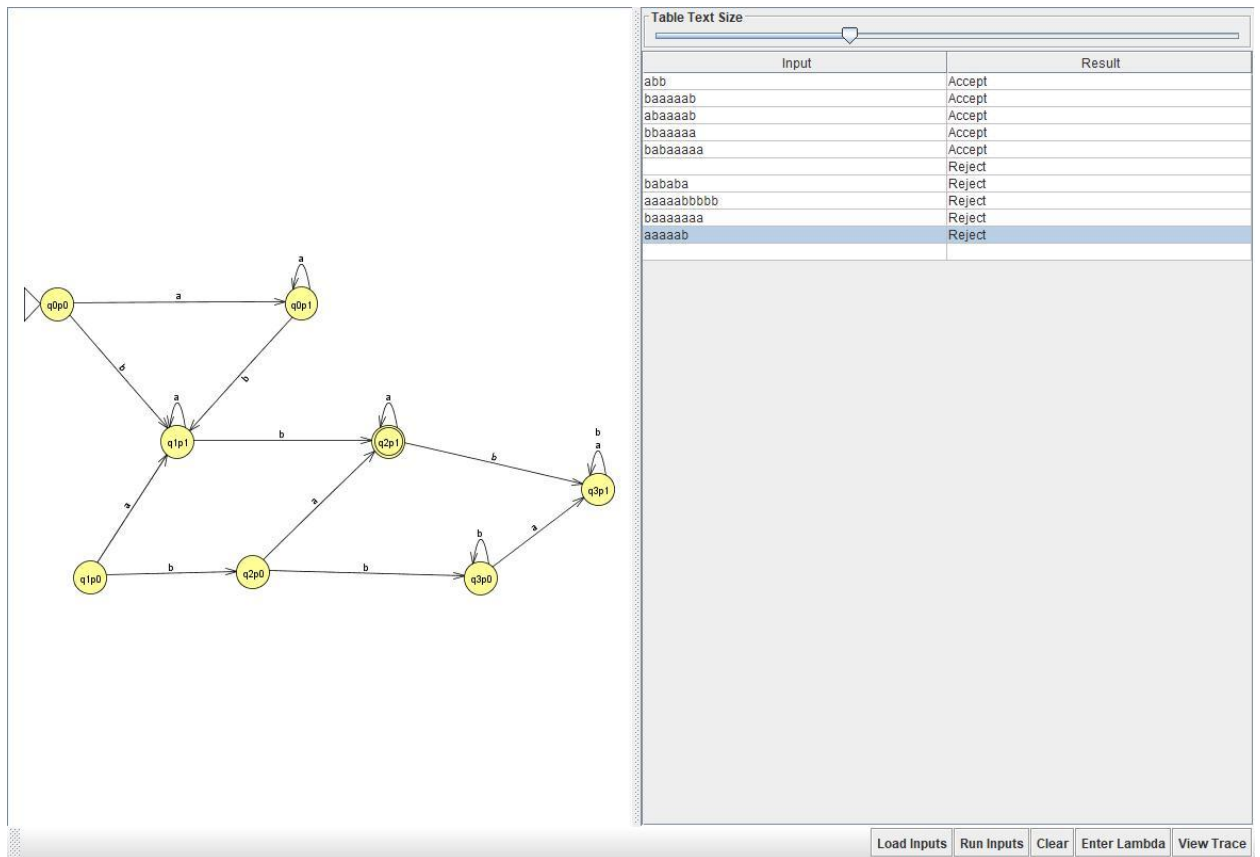 Table Text Size
Input Result
abb Accept
baaaaab Accept
abaaaab Accept
bbaaaaa Accept
babaaaaa Accept
Reject
bababa Reject
aaaaabbbbb Reject
baaaaaaa Reject
aaaaab Reject
a
q0p0 a q0p1
b b
a a
q1p1 b q2p1
b
a
b
q3p1
a a
b
a
q1p0 b q2p0 b q3p0
Load Inputs Run Inputs Clear Enter Lambda View Trace